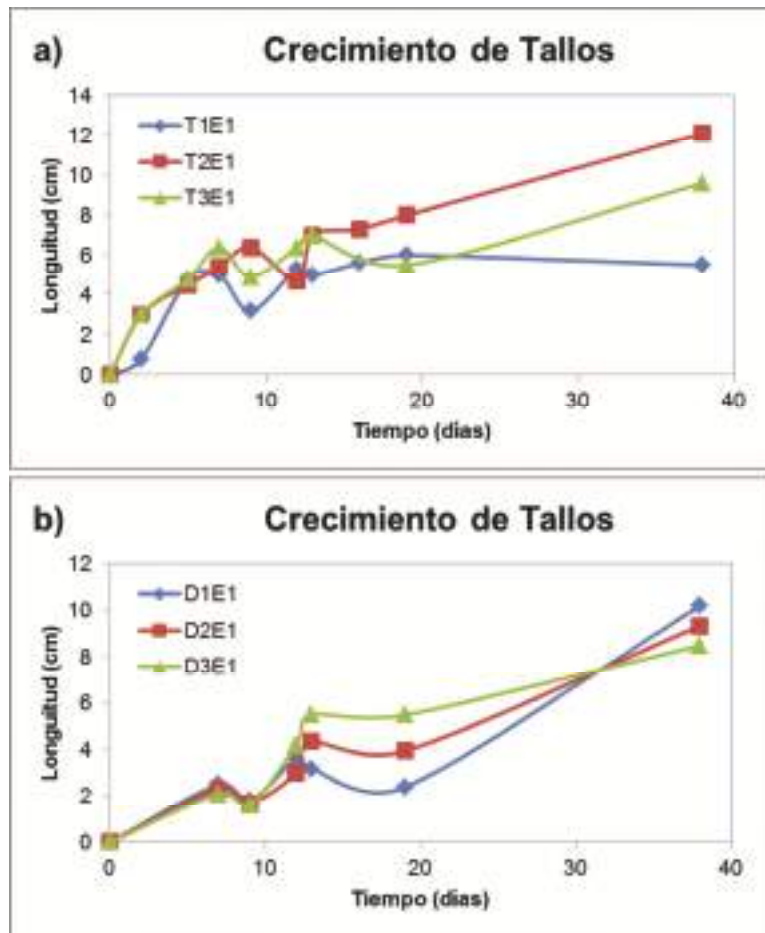 a) Crecimiento de Tallos
14
12
10
8
6
4
2
0
Longuitud (cm)
T1E1
T2E1
T3E1
0 10 20 30 40
Tiempo (dias)
b) Crecimiento de Tallos
12
10
8
6
4
2
0
Longuitud (cm)
D1E1
D2E1
D3E1
0 10 20 30 40
Tiempo (dias)